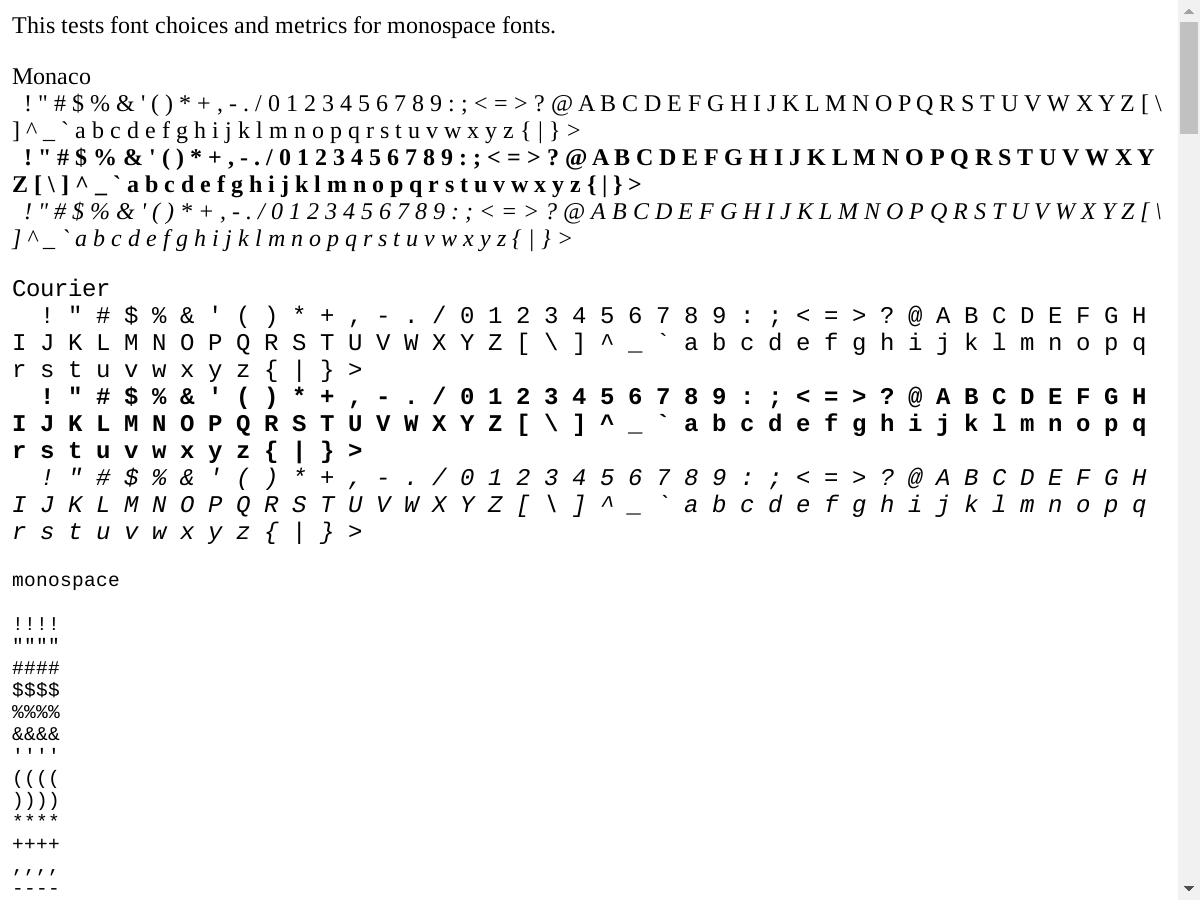 This tests font choices and metrics for monospace fonts.
Monaco
! " # $ % & ' ( ) * + , - . / 0 1 2 3 4 5 6 7 8 9 : ; < = > ? @ A B C D E F G H I J K L M N O P Q R S T U V W X Y Z [ \
] ^ _ ` a b c d e f g h i j k l m n o p q r s t u v w x y z { | } >
! " # $ % & ' ( ) * + , - . / 0 1 2 3 4 5 6 7 8 9 : ; < = > ? @ A B C D E F G H I J K L M N O P Q R S T U V W X Y
Z [ \ ] ^ _ ` a b c d e f g h i j k l m n o p q r s t u v w x y z { | } >
! " # $ % & ' ( ) * + , - . / 0 1 2 3 4 5 6 7 8 9 : ; < = > ? @ A B C D E F G H I J K L M N O P Q R S T U V W X Y Z [ \
] ^ _ ` a b c d e f g h i j k l m n o p q r s t u v w x y z { | } >
Courier
! " # $ % & ' ( ) * + , - . / 0 1 2 3 4 5 6 7 8 9 : ; < = > ? @ A B C D E F G H
I J K L M N O P Q R S T U V W X Y Z [ \ ] ^ _ ` a b c d e f g h i j k l m n o p q
r s t u v w x y z { | } >
! " # $ % & ' ( ) * + , - . / 0 1 2 3 4 5 6 7 8 9 : ; < = > ? @ A B C D E F G H
I J K L M N O P Q R S T U V W X Y Z [ \ ] ^ _ ` a b c d e f g h i j k l m n o p q
r s t u v w x y z { | } >
! " # $ % & ' ( ) * + , - . / 0 1 2 3 4 5 6 7 8 9 : ; < = > ? @ A B C D E F G H
I J K L M N O P Q R S T U V W X Y Z [ \ ] ^ _ ` a b c d e f g h i j k l m n o p q
r s t u v w x y z { | } >
monospace
!!!!
""""
####
$$$$
%%%%
&&&&
''''
((((
))))
****
++++
,,,,
----